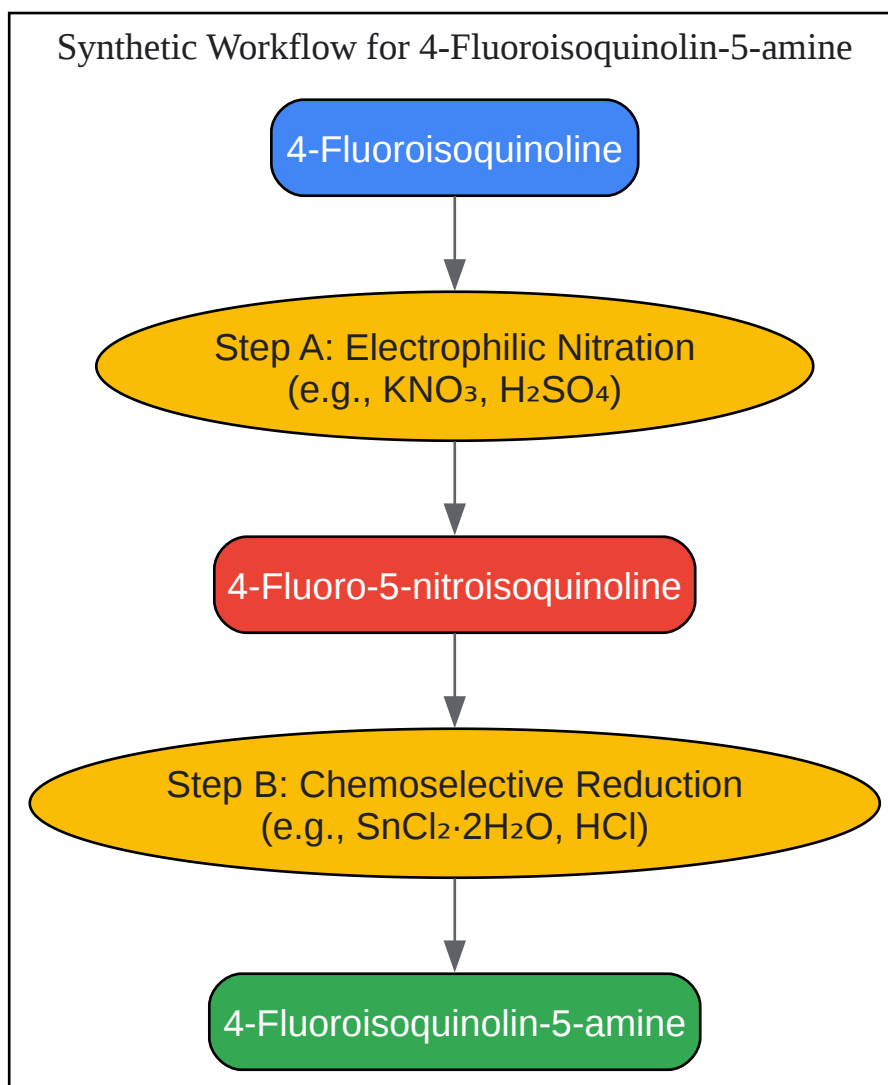 Synthetic Workflow for 4-Fluoroisoquinolin-5-amine
4-Fluoroisoquinoline
Step A: Electrophilic Nitration
(e.g., KNO₃, H₂SO₄)
4-Fluoro-5-nitroisoquinoline
Step B: Chemoselective Reduction
(e.g., SnCl₂·2H₂O, HCl)
4-Fluoroisoquinolin-5-amine